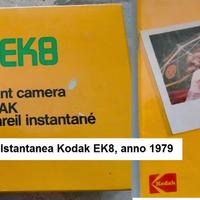 EK8
nt camera
AK
areil instantané
Istantanea Kodak EK8, anno 1979
Kodak